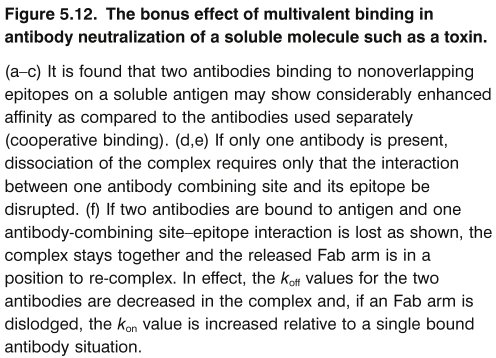 Figure 5.12. The bonus effect of multivalent binding in
antibody neutralization of a soluble molecule such as a toxin.
(a–c) It is found that two antibodies binding to nonoverlapping
epitopes on a soluble antigen may show considerably enhanced
affinity as compared to the antibodies used separately
(cooperative binding). (d,e) If only one antibody is present,
dissociation of the complex requires only that the interaction
between one antibody combining site and its epitope be
disrupted. (f) If two antibodies are bound to antigen and one
antibody-combining site–epitope interaction is lost as shown, the
complex stays together and the released Fab arm is in a
position to re-complex. In effect, the koff values for the two
antibodies are decreased in the complex and, if an Fab arm is
dislodged, the kon value is increased relative to a single bound
antibody situation.